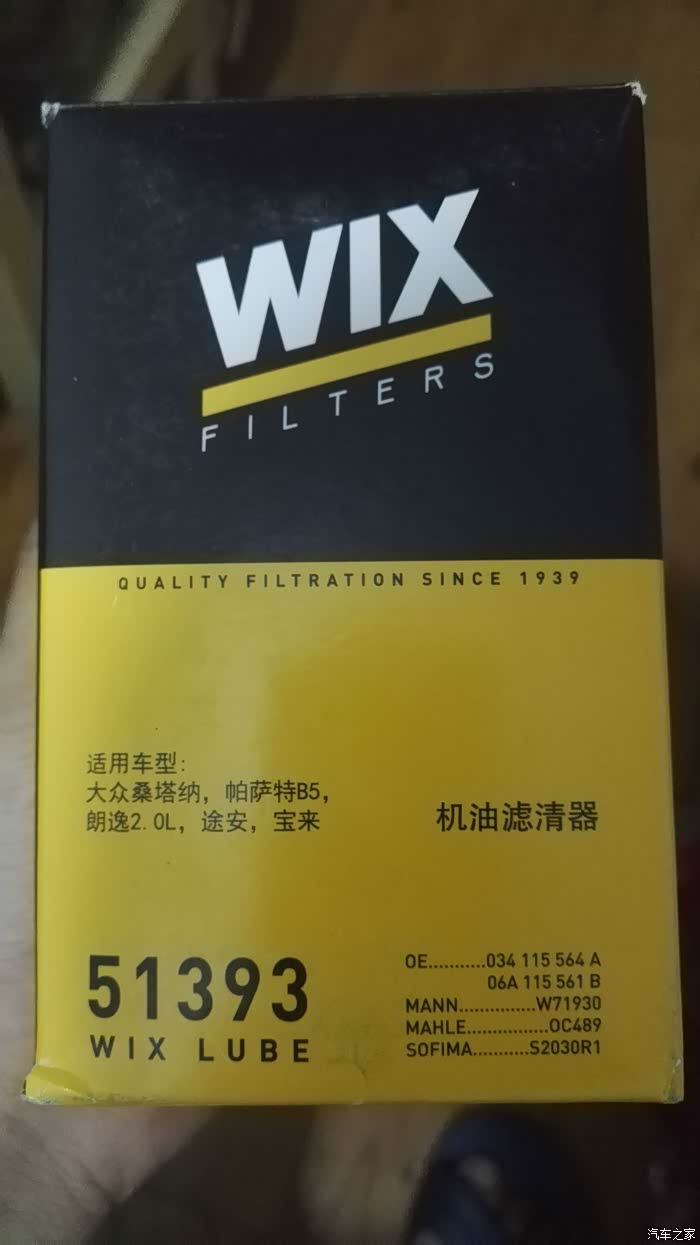 WIX
FILTERS
QUALITY FILTRATION SINCE 1939
适用车型:
大众桑塔纳，帕萨特B5，
朗逸2.0L，途安，宝来
机油滤清器
51393
WIX LUBE
OE...........034 115 564 A
06A 115 561 B
MANN...............W71930
MAHLE................OC489
SOFIMA...........S2030R1
汽车之家